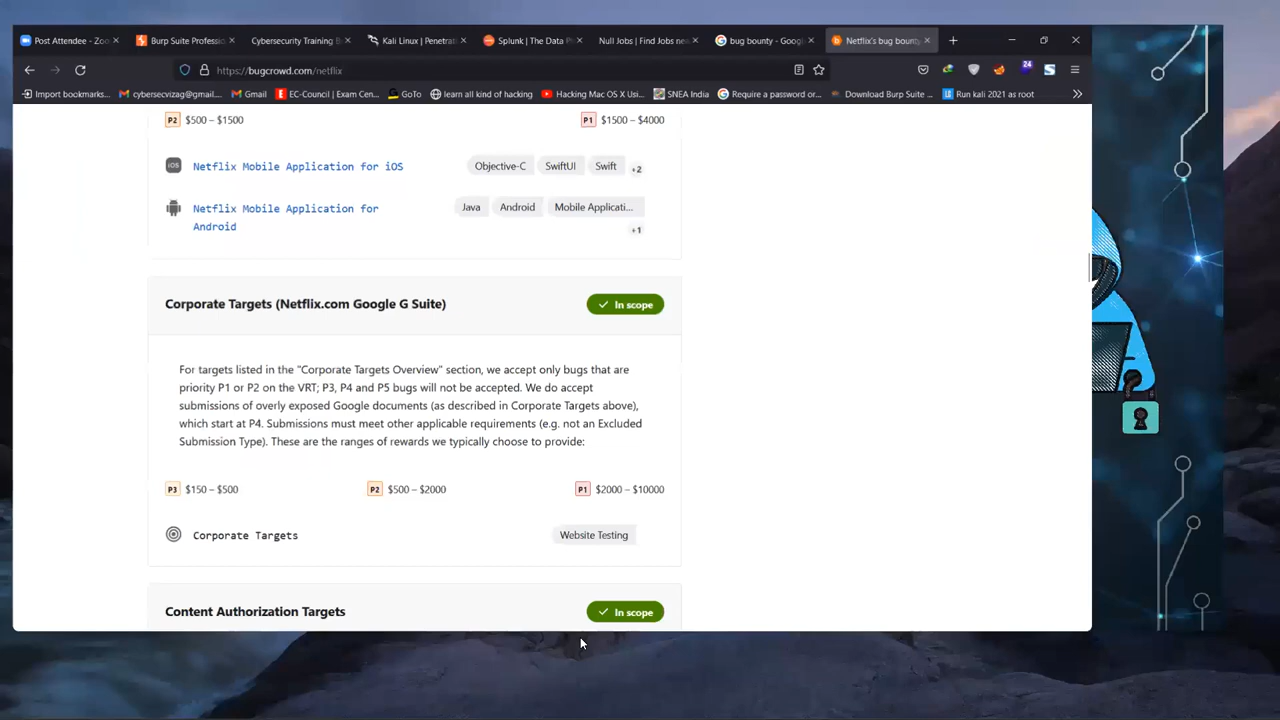 Post Attendee - Zoo
Burp Suite Professio
Cybersecurity Training B
Kali Linux | Penetrat
Splunk | The Data P
Null Jobs | Find Jobs nea
bug bounty - Googl
Netflix's bug bounty
https://bugcrowd.com/netflix
24
Import bookmarks...
cybersecvizag@gmail....
Gmail
EC-Council | Exam Cen...
GoTo
learn all kind of hacking
Hacking Mac OS X Usi...
SNEA India
Require a password or...
Download Burp Suite ...
Run kali 2021 as root
P2 $500 – $1500
P1 $1500 – $4000
iOS Netflix Mobile Application for iOS
Objective-C SwiftUI Swift +2
Netflix Mobile Application for
Android
Java Android Mobile Applicati...
+1
Corporate Targets (Netflix.com Google G Suite)
In scope
For targets listed in the "Corporate Targets Overview" section, we accept only bugs that are
priority P1 or P2 on the VRT; P3, P4 and P5 bugs will not be accepted. We do accept
submissions of overly exposed Google documents (as described in Corporate Targets above),
which start at P4. Submissions must meet other applicable requirements (e.g. not an Excluded
Submission Type). These are the ranges of rewards we typically choose to provide:
P3 $150 – $500
P2 $500 – $2000
P1 $2000 – $10000
Corporate Targets
Website Testing
Content Authorization Targets
In scope